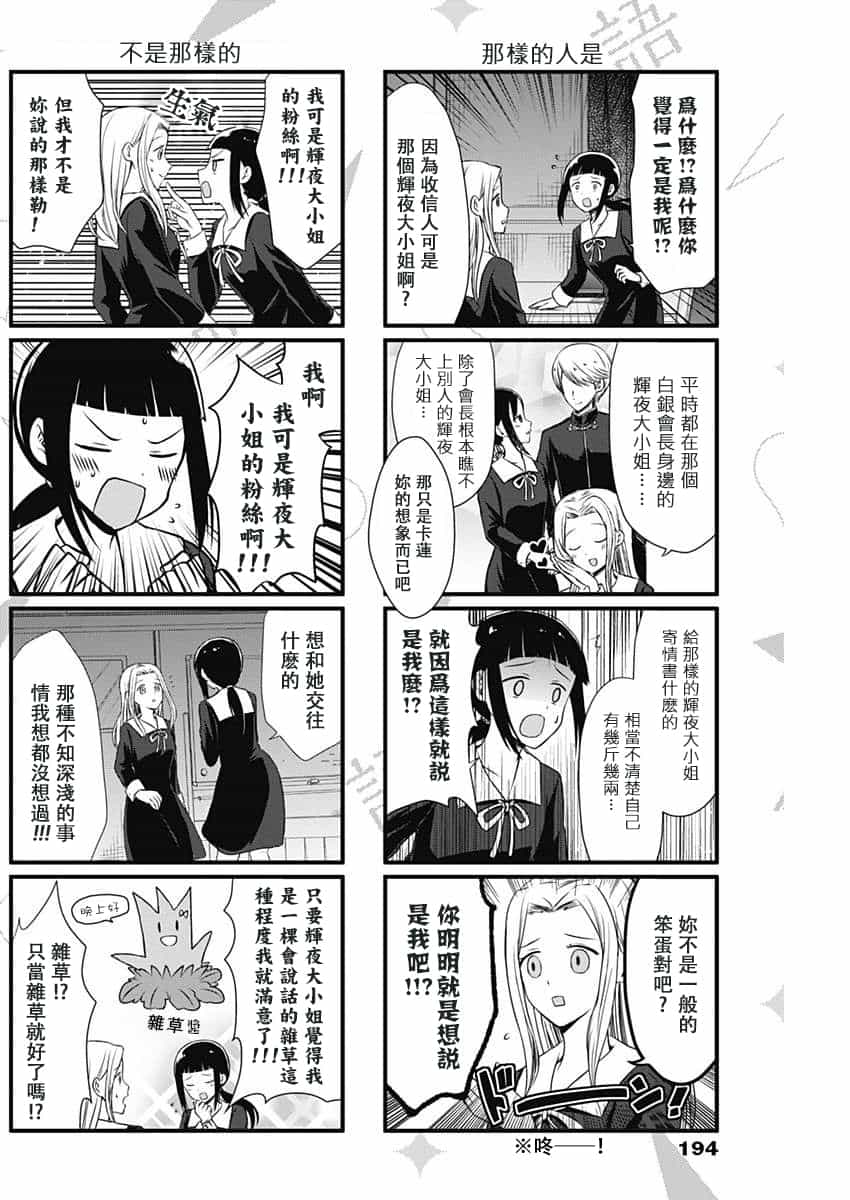 那樣的人是
爲什麼!?爲什麼你
覺得一定是我呢!?
因為收信人可是
那個輝夜大小姐啊?
平時都在那個
白銀會長身邊的
輝夜大小姐……
除了會長根本瞧不
上別人的輝夜
大小姐…
那只是卡蓮
妳的想象而已吧
給那樣的輝夜大小姐
寄情書什麽的
相當不清楚自己
有幾斤幾兩…
就因爲這樣就説
是我麼!?
妳不是一般的
笨蛋對吧?
你明明就是想説
是我吧!!?
ドドーン!
※咚——!
194
不是那樣的
我可是輝夜大小姐
的粉絲啊!!!
生氣
但我才不是
妳說的那樣勒!
我啊
我可是輝夜大
小姐的粉絲啊!!!
想和她交往
什麽的
那種不知深淺的事
情我想都沒想過!!!
只要輝夜大小姐覺得我
是一棵會説話的雜草這
種程度我就滿意了!!!
晚上好
雜草煌
雜草!?
只當雜草就好了嗎!?
語
語